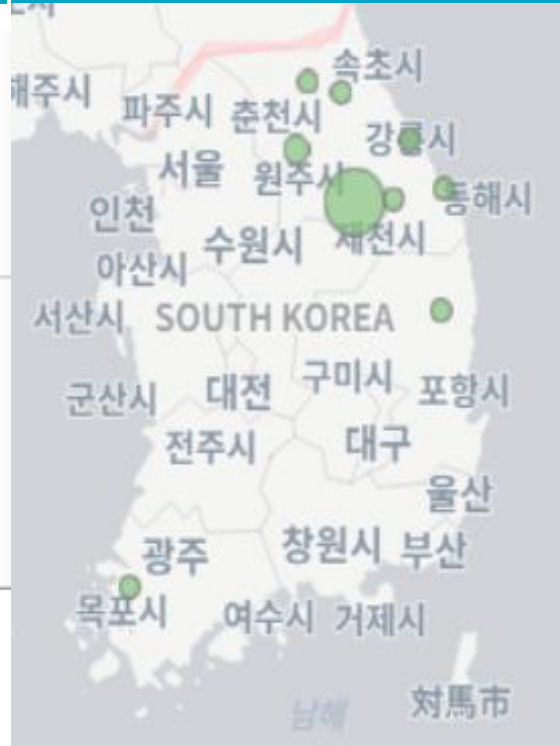 속초시
해주시
파주시
춘천시
강릉시
서울
원주시
동해시
인천
수원시
제천시
아산시
서산시
SOUTH KOREA
군산시
대전
구미시
포항시
전주시
대구
울산
광주
창원시
부산
목포시
여수시
거제시
남해
対馬市